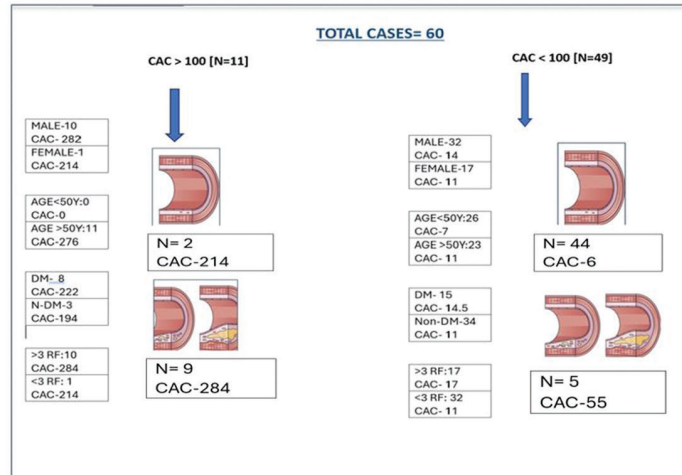 TOTAL CASES= 60
CAC > 100 [N=11]
MALE-10
CAC- 282
FEMALE-1
CAC-214
AGE<50Y:0
CAC-0
AGE >50Y:11
CAC-276
DM- 8
CAC-222
N-DM-3
CAC-194
>3 RF:10
CAC-284
<3 RF: 1
CAC-214
N= 2
CAC-214
N= 9
CAC-284
CAC < 100 [N=49]
MALE-32
CAC- 14
FEMALE-17
CAC- 11
AGE<50Y:26
CAC-7
AGE >50Y:23
CAC- 11
DM- 15
CAC- 14.5
Non-DM-34
CAC- 11
>3 RF:17
CAC- 17
<3 RF: 32
CAC- 11
N= 44
CAC-6
N= 5
CAC-55